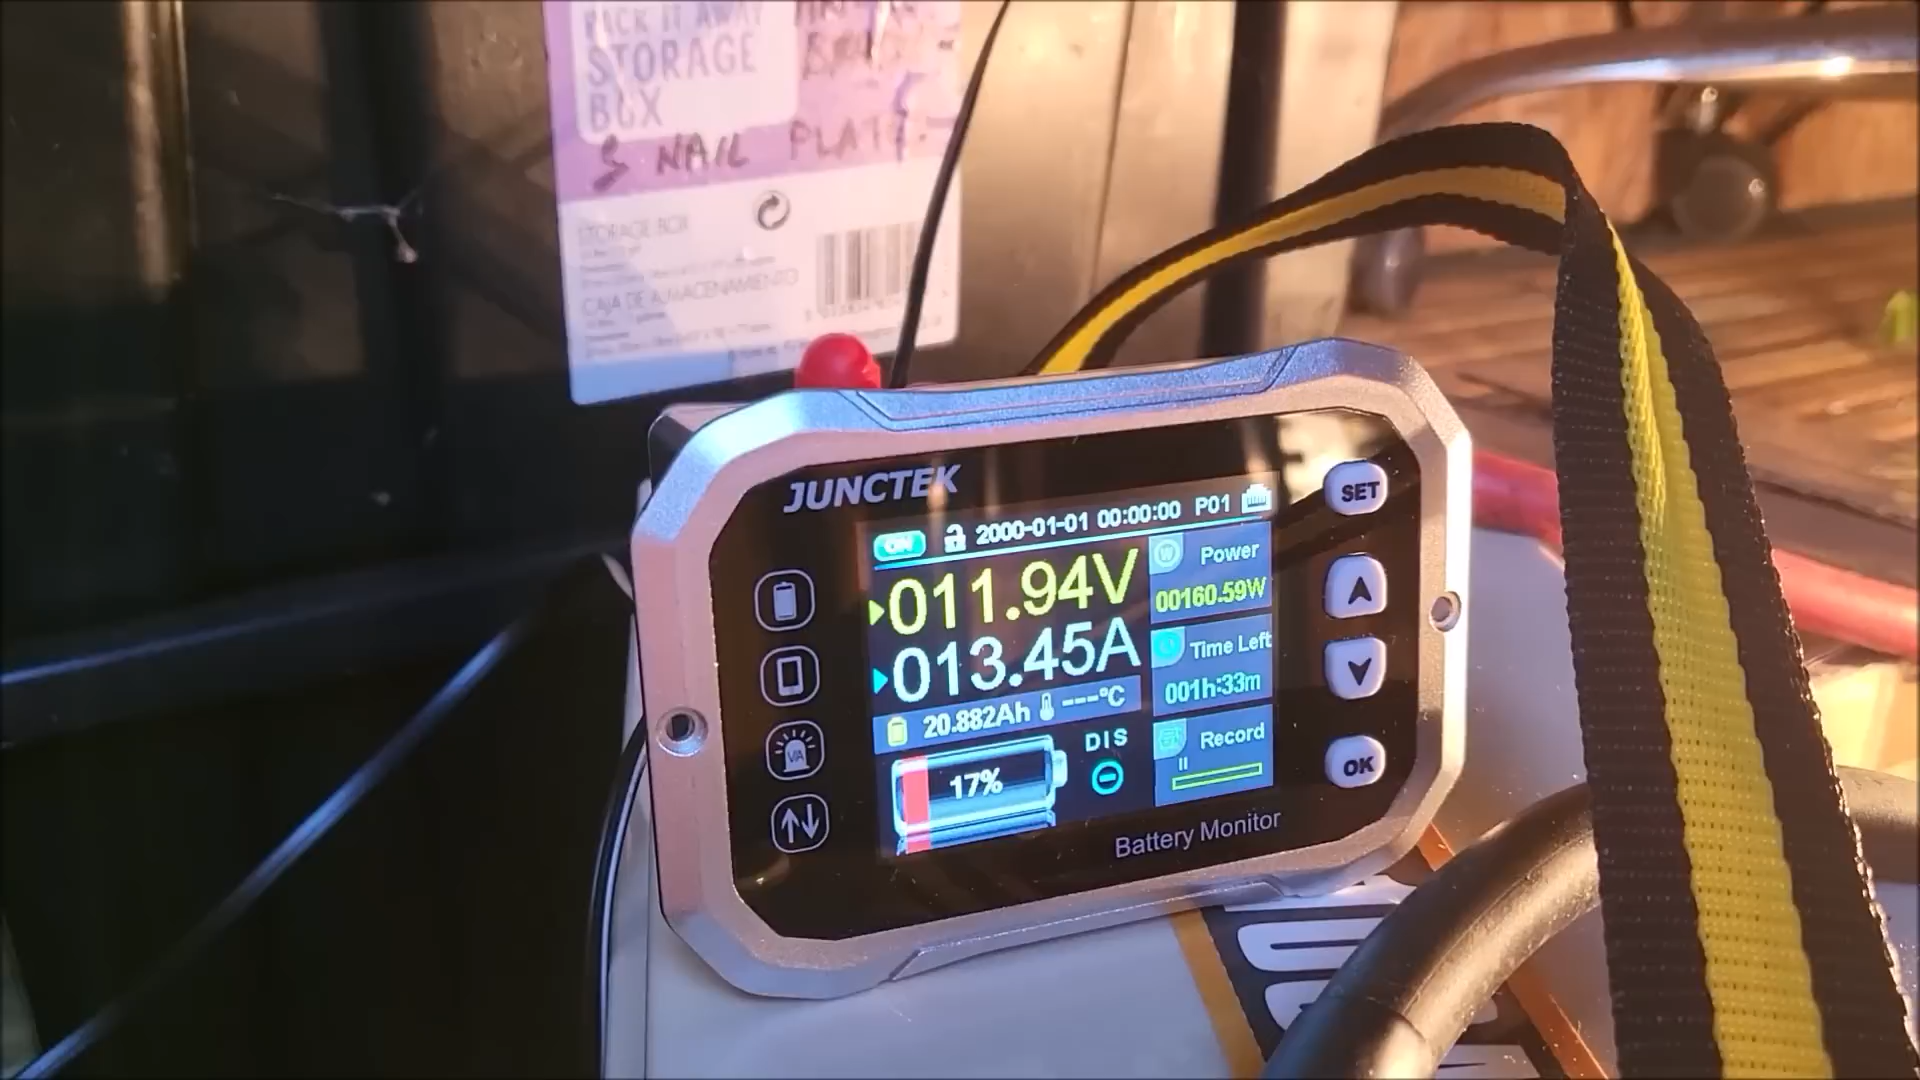 PACK IT AWAY
STORAGE
BOX
& NAIL PLATE
STORAGE BOX
CAJA DE ALMACENAMIENTO
JUNCTEK
ON 2000-01-01 00:00:00 P01
011.94V
013.45A
20.882Ah ---°C
17%
DIS
Power
00160.59W
Time Left
001h:33m
Record
Battery Monitor
VA
SET
OK